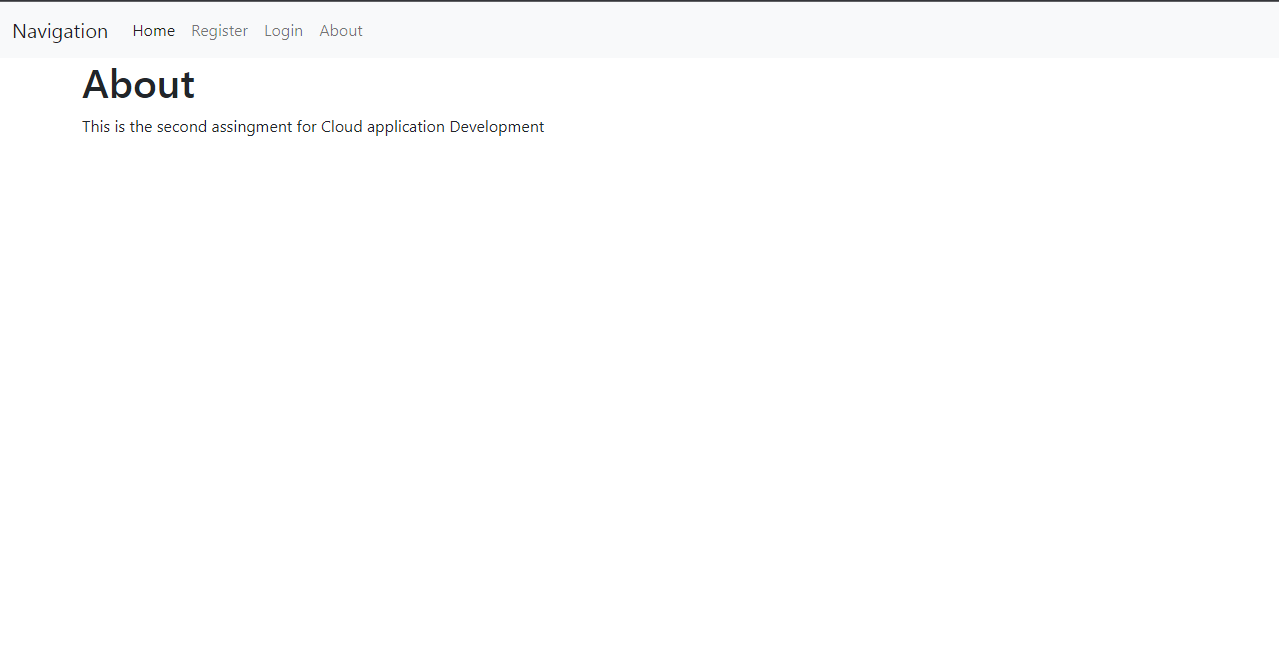 Navigation Home Register Login About
About
This is the second assingment for Cloud application Development